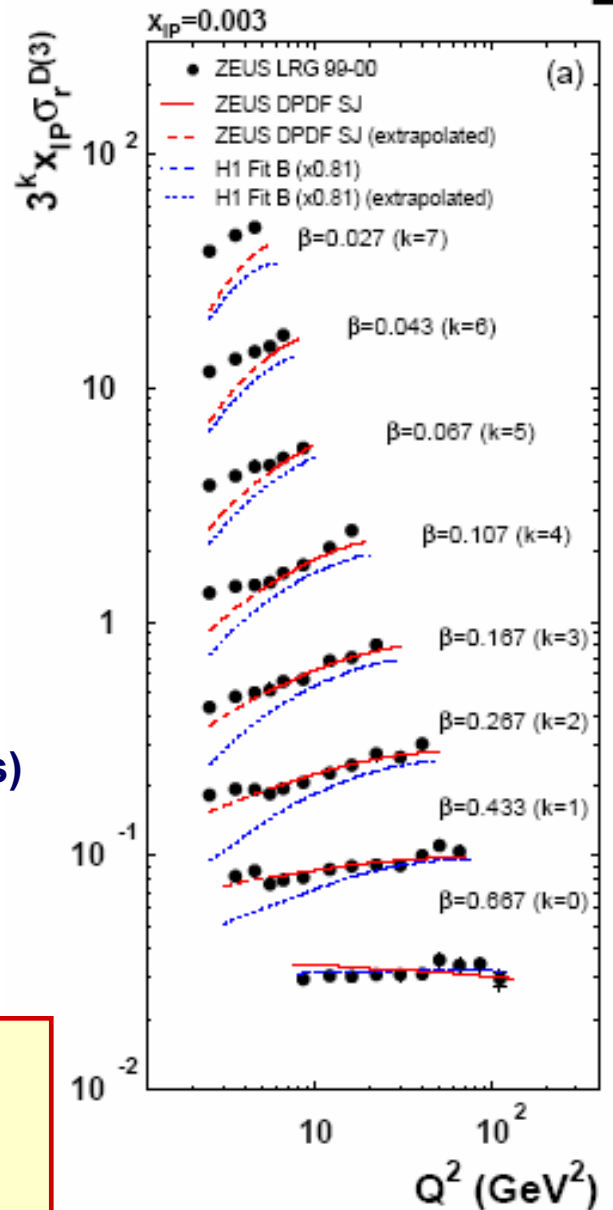 x_IP=0.003
ZEUS LRG 99-00 (a)
ZEUS DPDF SJ
ZEUS DPDF SJ (extrapolated)
H1 Fit B (x0.81)
H1 Fit B (x0.81) (extrapolated)
3^k x_IP σ_r^D(3)
10^2
β=0.027 (k=7)
β=0.043 (k=6)
10
β=0.067 (k=5)
β=0.107 (k=4)
1
β=0.167 (k=3)
β=0.267 (k=2)
s)
β=0.433 (k=1)
10^-1
β=0.667 (k=0)
10^-2
10 10^2
Q^2 (GeV^2)